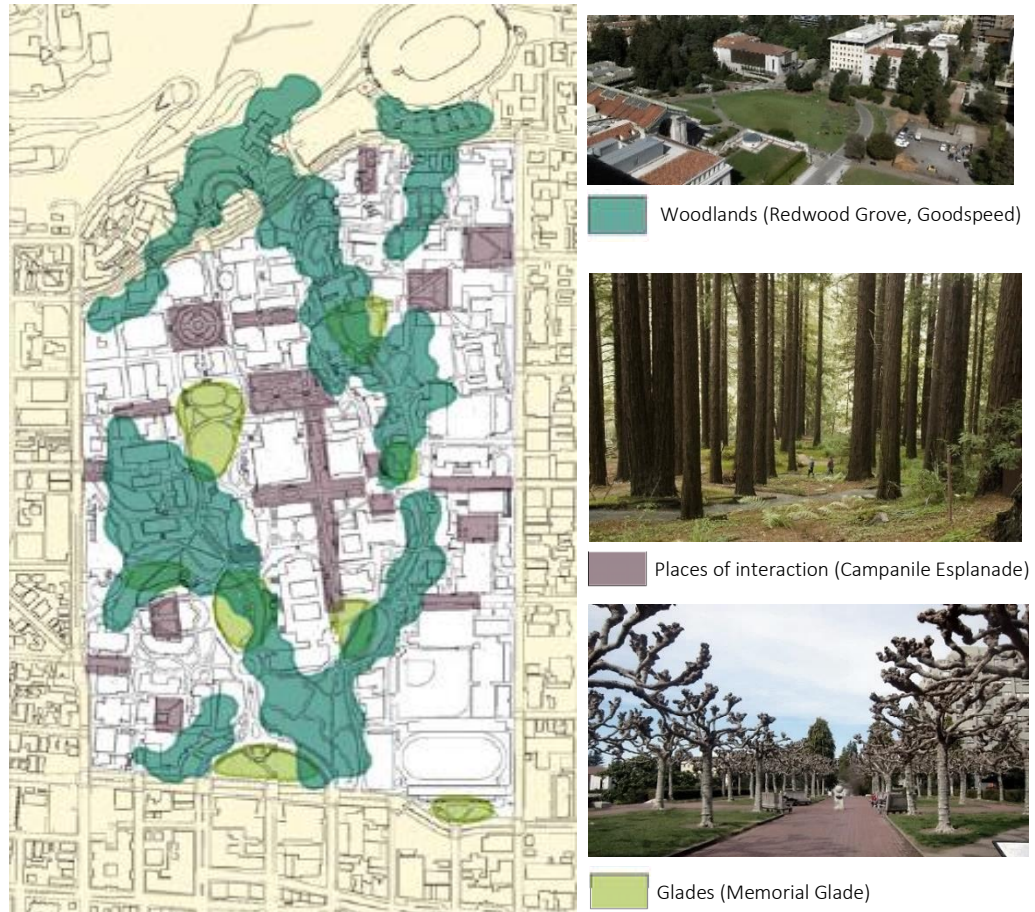 Woodlands (Redwood Grove, Goodspeed)
Places of interaction (Campanile Esplanade)
Glades (Memorial Glade)